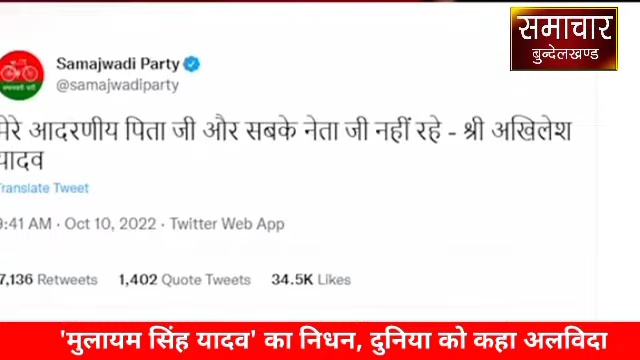 समाचार
बुन्देलखण्ड
Samajwadi Party
@samajwadiparty
मेरे आदरणीय पिता जी और सबके नेता जी नहीं रहे - श्री अखिलेश
यादव
Translate Tweet
9:41 AM · Oct 10, 2022 · Twitter Web App
7,136 Retweets 1,402 Quote Tweets 34.5K Likes
'मुलायम सिंह यादव' का निधन, दुनिया को कहा अलविदा